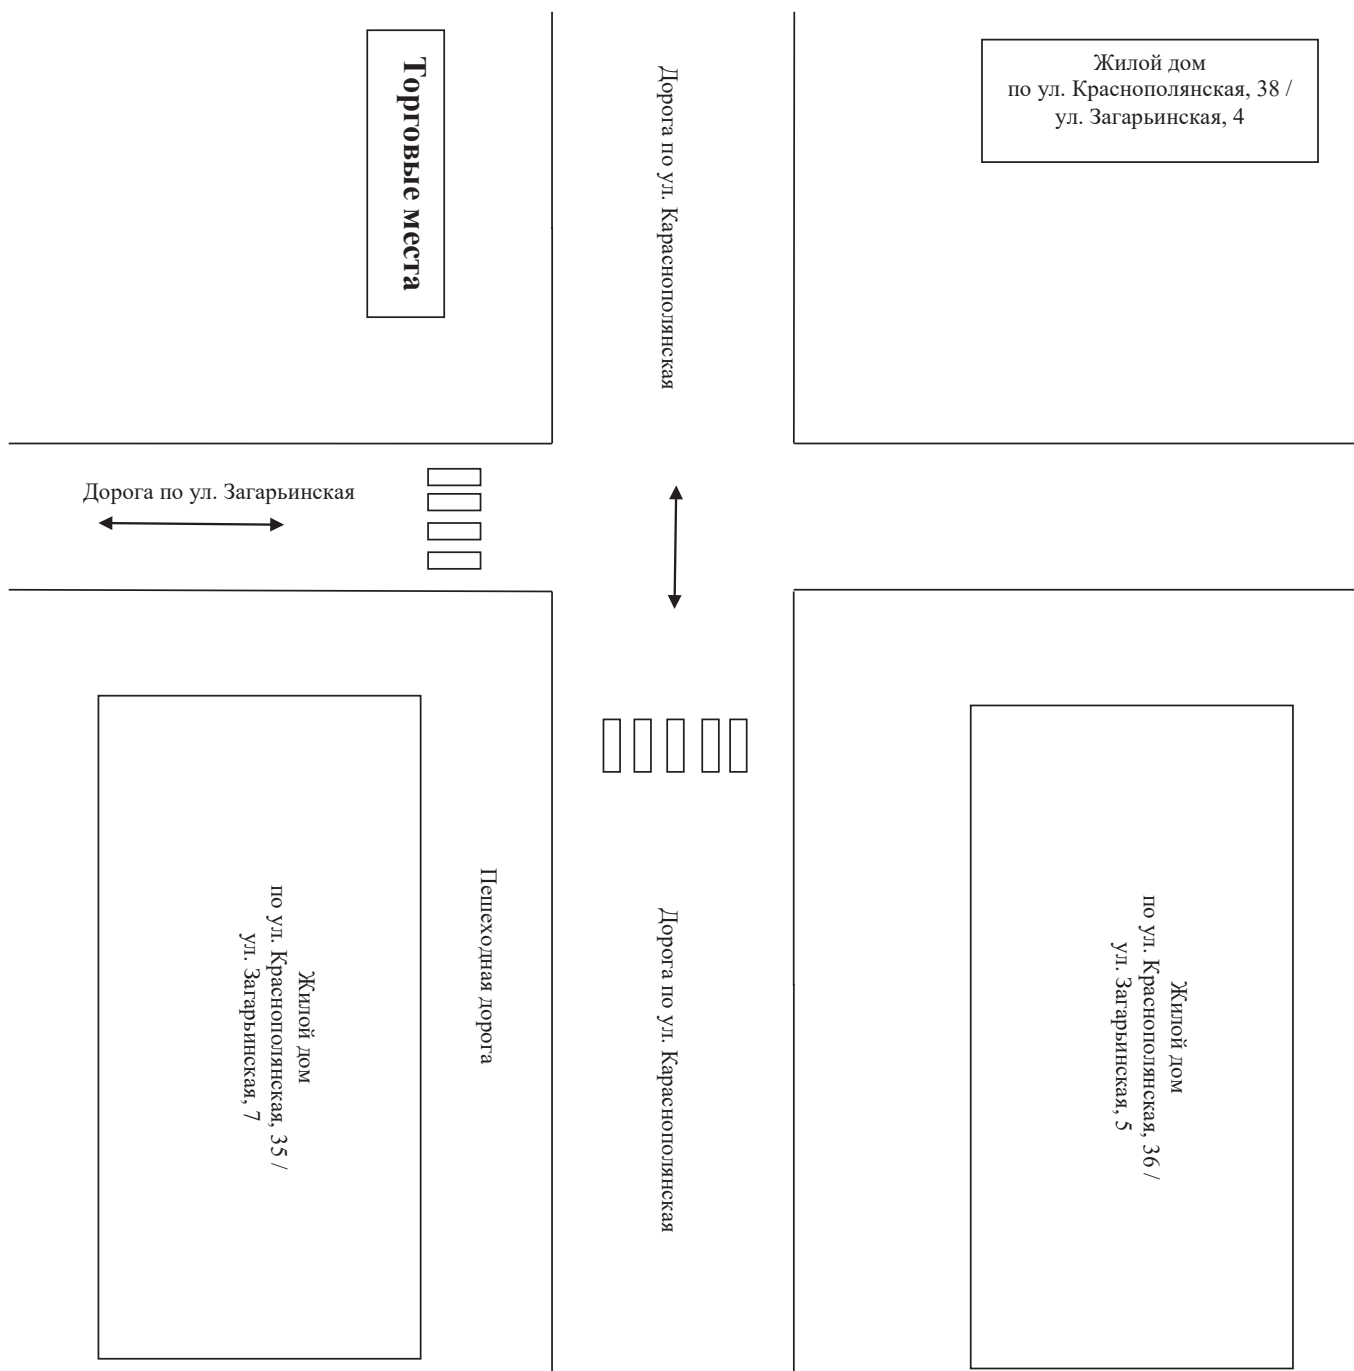 Торговые места
Дорога по ул. Караснополянская
Жилой дом
по ул. Краснополянская, 38 /
ул. Загарьинская, 4
Дорога по ул. Загарьинская
Жилой дом
по ул. Краснополянская, 35 /
ул. Загарьинская, 7
Пешеходная дорога
Дорога по ул. Караснополянская
Жилой дом
по ул. Краснополянская, 36 /
ул. Загарьинская, 5